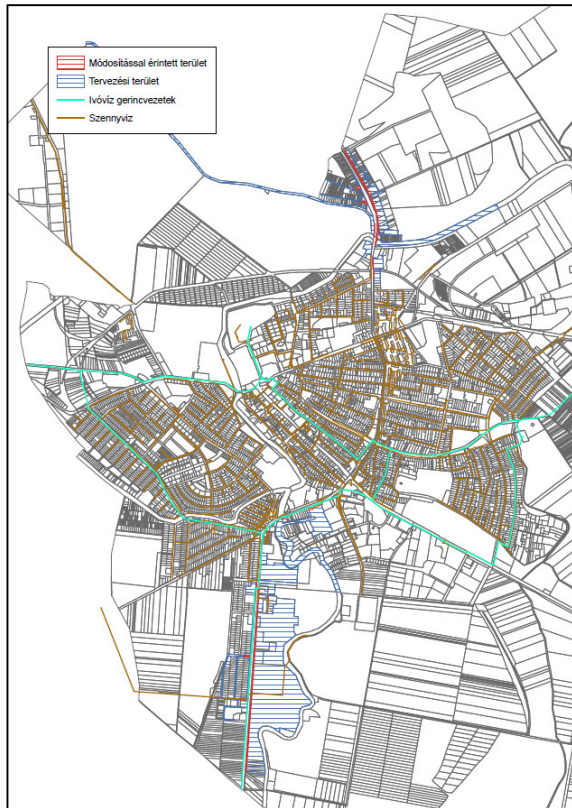 Módosítással érintett terület
Tervezési terület
Ivóvíz gerincvezetek
Szennyvíz